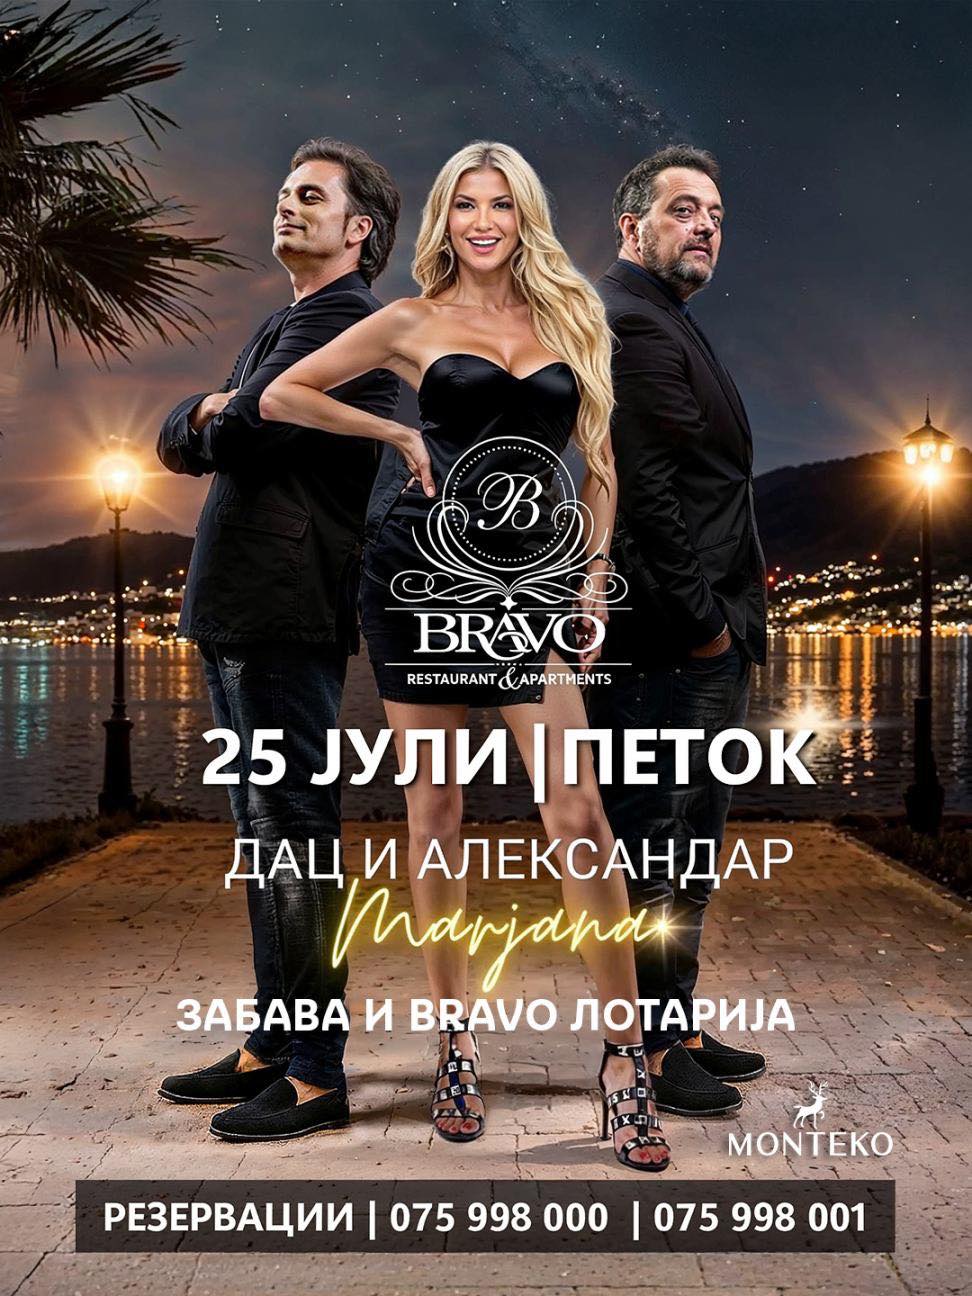 B
BRAVO
RESTAURANT & APARTMENTS
25 ЈУЛИ | ПЕТОК
ДАЦ И АЛЕКСАНДАР
Marjana
ЗАБАВА И BRAVO ЛОТАРИЈА
MONTEKO
РЕЗЕРВАЦИИ | 075 998 000 | 075 998 001